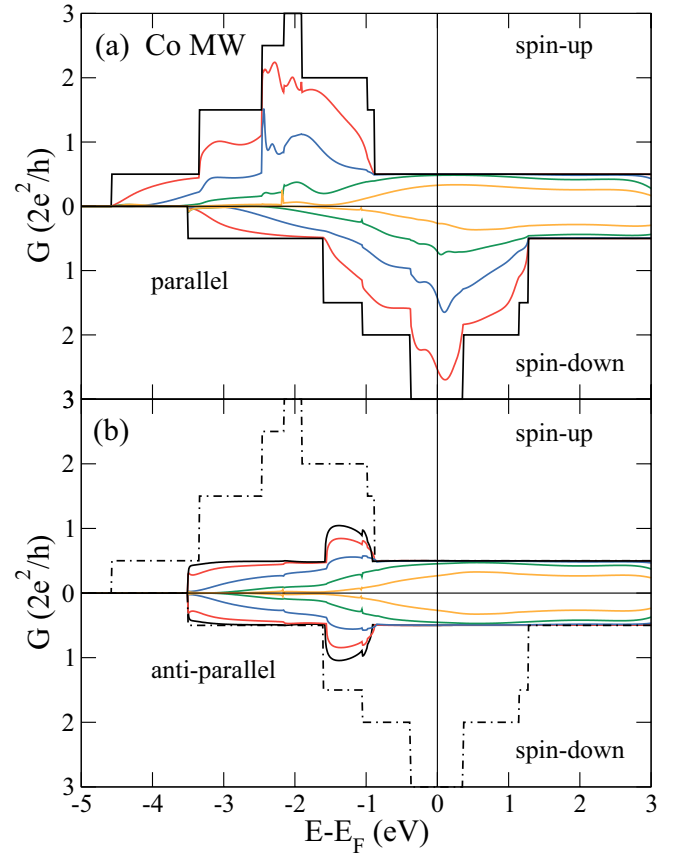 3
(a) Co MW
spin-up
2
1
0
G (2e²/h)
1
parallel
2
spin-down
3
(b)
spin-up
2
1
0
G (2e²/h)
1
anti-parallel
2
spin-down
3
-5 -4 -3 -2 -1 0 1 2 3
E-E_F (eV)